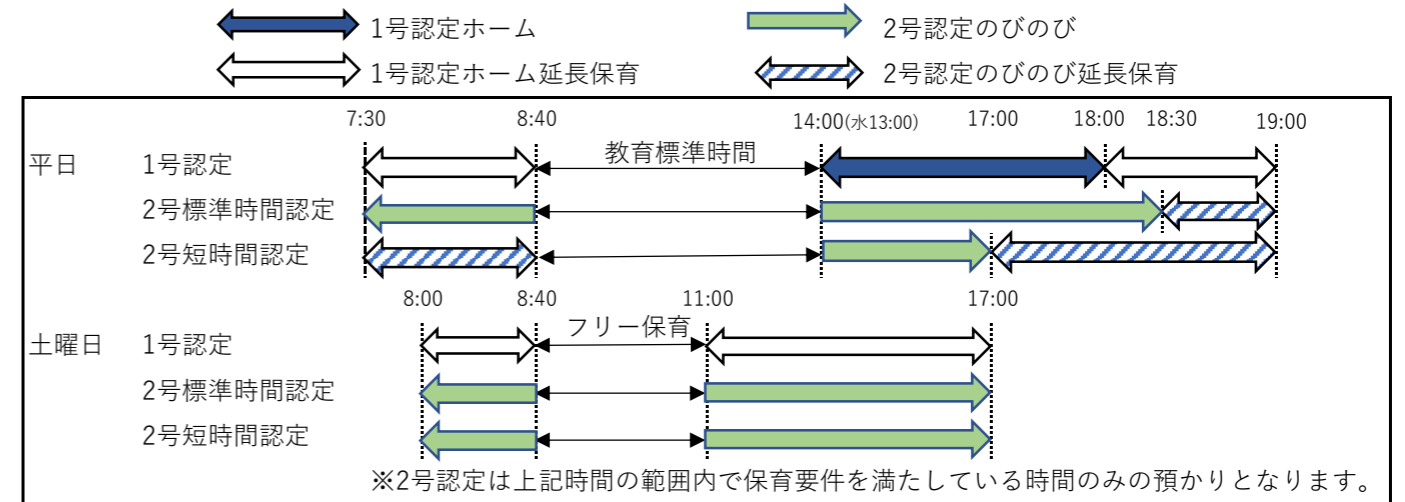 1号認定ホーム 2号認定のびのび
1号認定ホーム延長保育 2号認定のびのび延長保育
7:30 8:40 14:00(水13:00) 17:00 18:00 18:30 19:00
平日 1号認定 教育標準時間
2号標準時間認定
2号短時間認定
8:00 8:40 11:00 17:00
土曜日 1号認定 フリー保育
2号標準時間認定
2号短時間認定
※2号認定は上記時間の範囲内で保育要件を満たしている時間のみの預かりとなります。